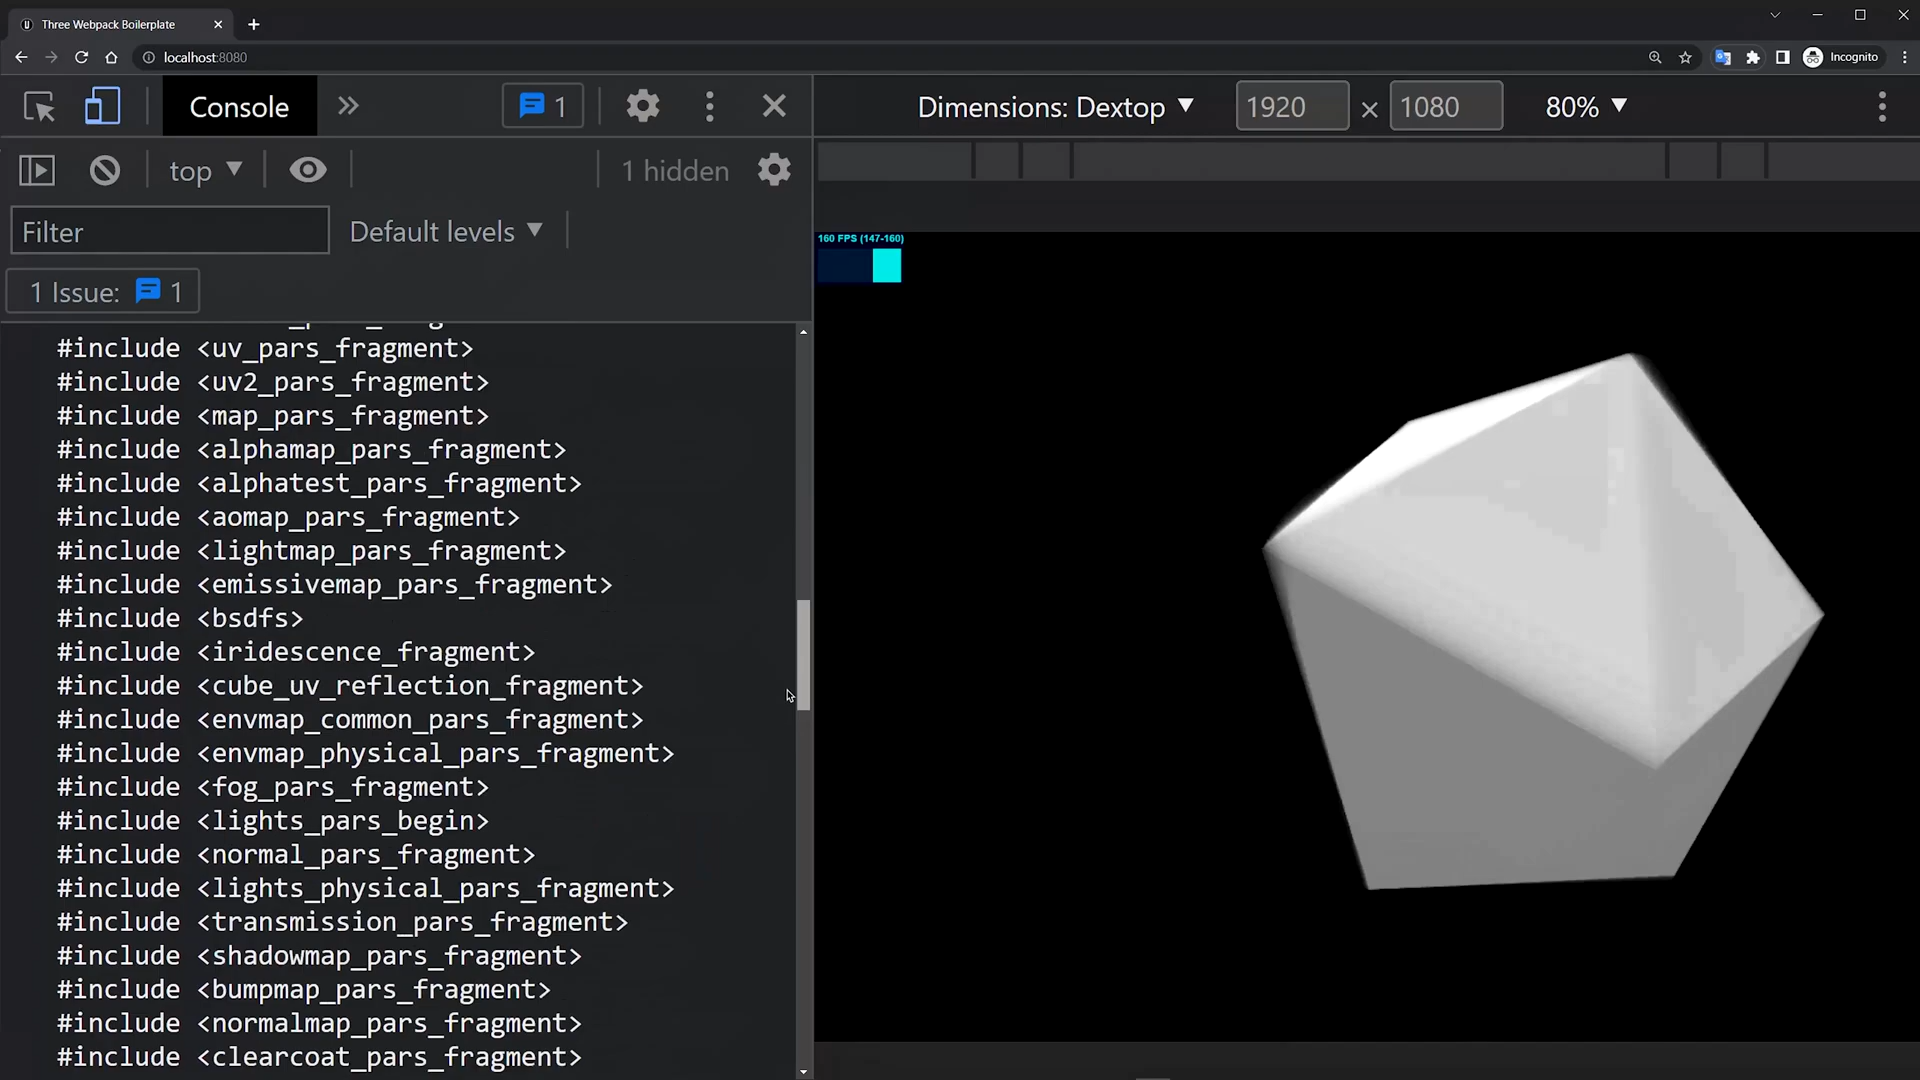 Three Webpack Boilerplate
localhost:8080
Incognito
Console
1
Dimensions: Dextop
1920
×
1080
80%
top
1 hidden
Filter
Default levels
1 Issue:
1
160 FPS (147-160)
#include <uv_pars_fragment>
#include <uv2_pars_fragment>
#include <map_pars_fragment>
#include <alphamap_pars_fragment>
#include <alphatest_pars_fragment>
#include <aomap_pars_fragment>
#include <lightmap_pars_fragment>
#include <emissivemap_pars_fragment>
#include <bsdfs>
#include <iridescence_fragment>
#include <cube_uv_reflection_fragment>
#include <envmap_common_pars_fragment>
#include <envmap_physical_pars_fragment>
#include <fog_pars_fragment>
#include <lights_pars_begin>
#include <normal_pars_fragment>
#include <lights_physical_pars_fragment>
#include <transmission_pars_fragment>
#include <shadowmap_pars_fragment>
#include <bumpmap_pars_fragment>
#include <normalmap_pars_fragment>
#include <clearcoat_pars_fragment>